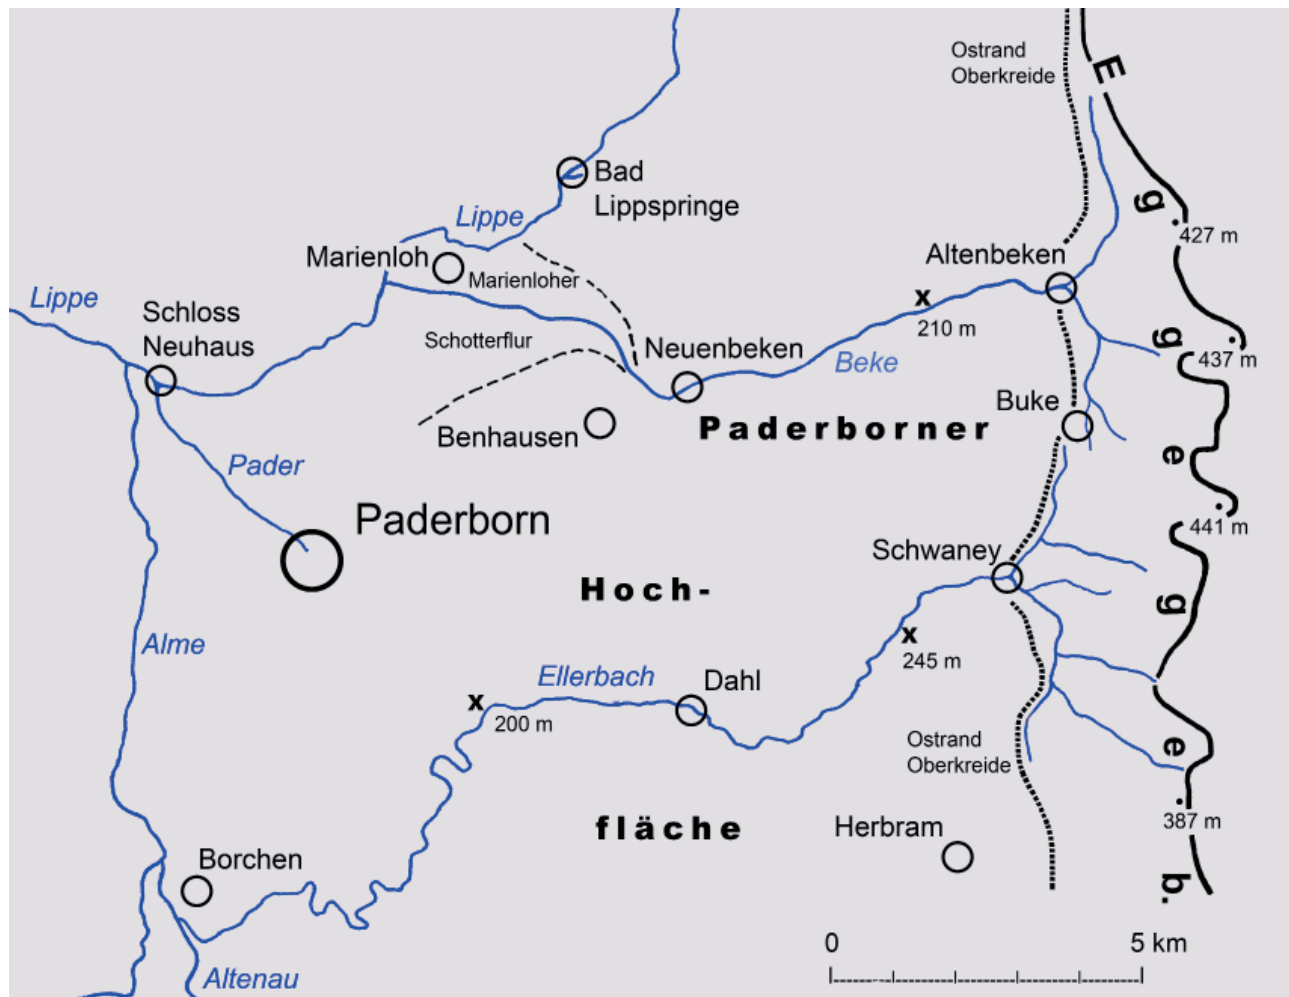 Ostrand
Oberkreide
E
g
g
e
g
e
b.
Bad
Lippspringe
Lippe
Marienloh
Marienloher
427 m
Altenbeken
Lippe
Schloss
Neuhaus
x
210 m
Schotterflur
Neuenbeken
Beke
437 m
Buke
Paderborner
Benhausen
Pader
Paderborn
441 m
Schwaney
Hoch-
Alme
x
245 m
Ellerbach
Dahl
x
200 m
Ostrand
Oberkreide
387 m
fläche
Herbram
Borchen
0
5 km
Altenau